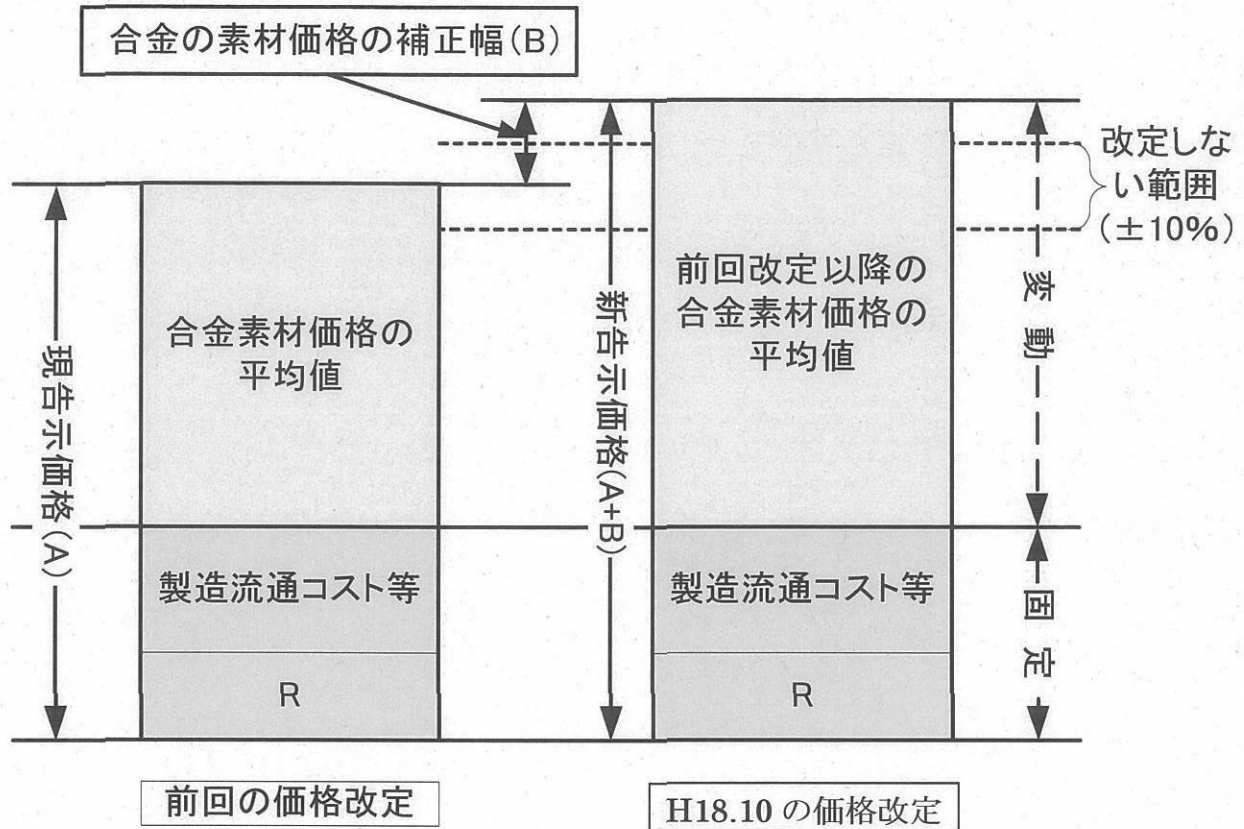 合金の素材価格の補正幅(B)
改定しな
い範囲
(±10%)
現告示価格(A)
合金素材価格の
平均値
新告示価格(A+B)
前回改定以降の
合金素材価格の
平均値
変動
製造流通コスト等
R
製造流通コスト等
R
固定
前回の価格改定
H18.10 の価格改定